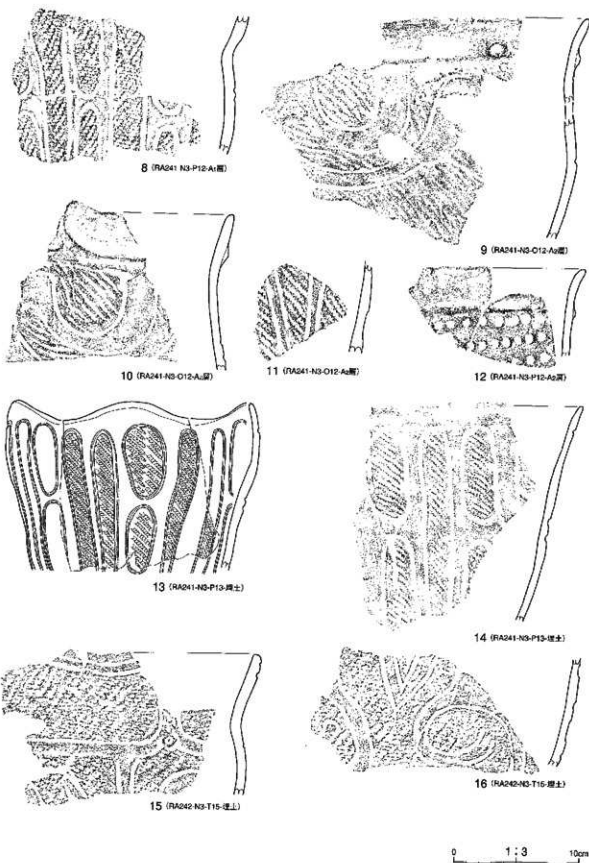 8 (RA241 N3-P12-A₁層)
9 (RA241-N3-O12-A₂層)
10 (RA241-N3-O12-A₂層)
11 (RA241-N3-O12-A₂層)
12 (RA241-N3-P12-A₂層)
13 (RA241-N3-P13-埋土)
14 (RA241-N3-P13-埋土)
15 (RA242-N3-T15-埋土)
16 (RA242-N3-T15-埋土)
0 1:3 10cm